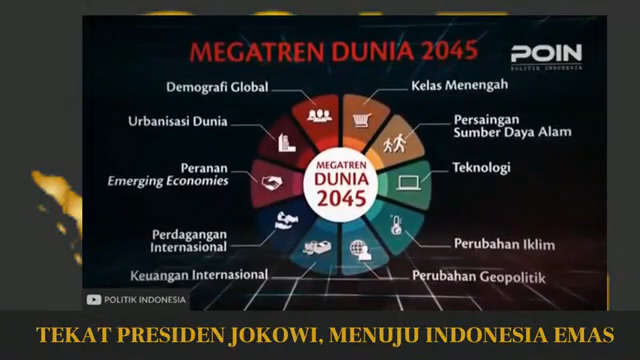 MEGATREN DUNIA 2045
POIN
POLITIK INDONESIA
Demografi Global
Kelas Menengah
Urbanisasi Dunia
Persaingan
Sumber Daya Alam
Peranan
Emerging Economies
MEGATREN
DUNIA
2045
Teknologi
Perdagangan
Internasional
Perubahan Iklim
Keuangan Internasional
Perubahan Geopolitik
POLITIK INDONESIA
TEKAT PRESIDEN JOKOWI, MENUJU INDONESIA EMAS